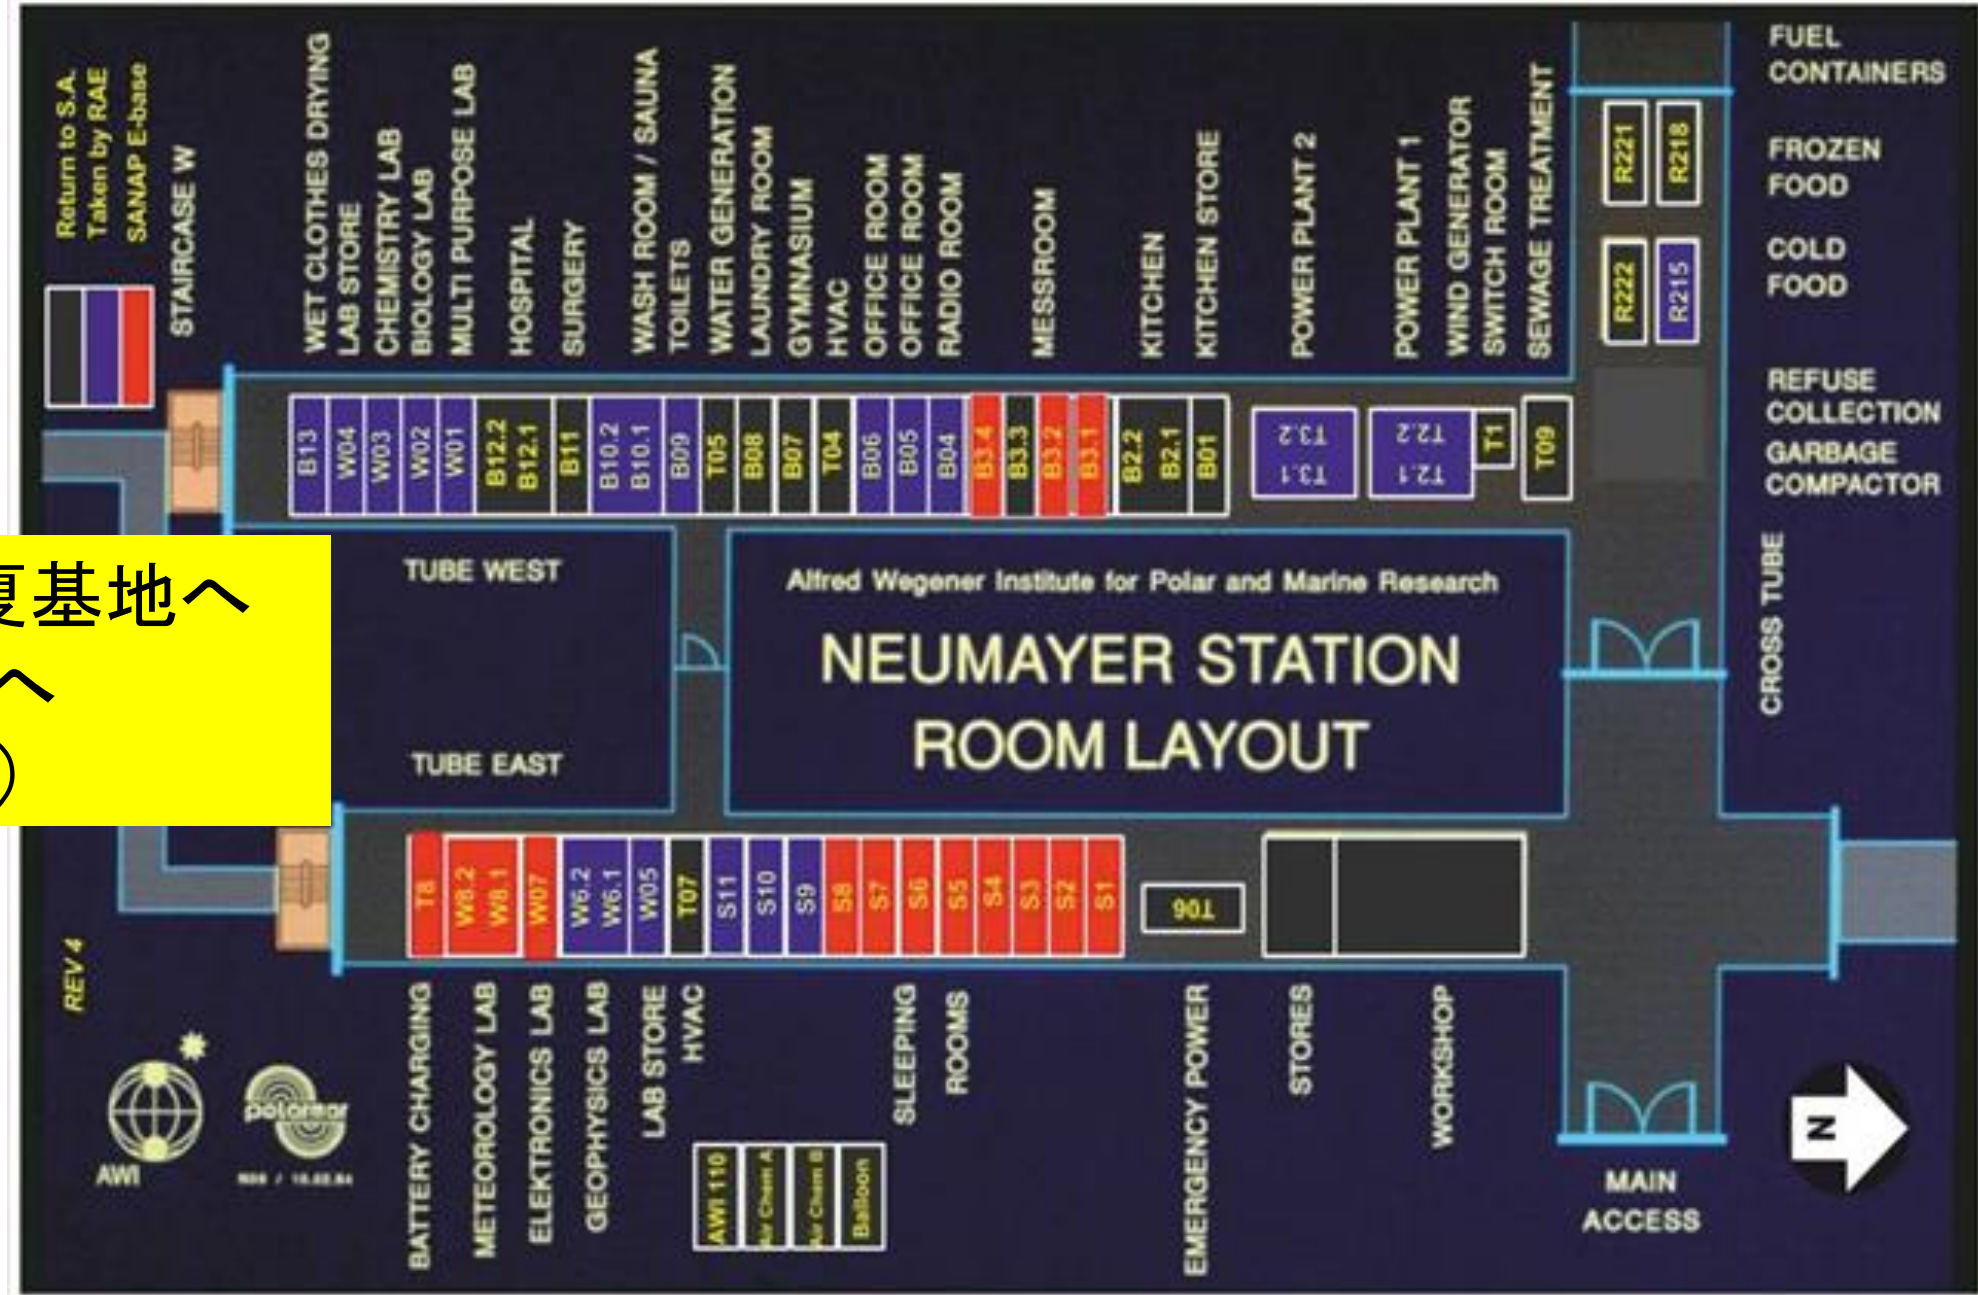 Return to S.A.
Taken by RAE
SANAP E-base
STAIRCASE W
WET CLOTHES DRYING
LAB STORE
CHEMISTRY LAB
BIOLOGY LAB
MULTI PURPOSE LAB
HOSPITAL
SURGERY
WASH ROOM / SAUNA
TOILETS
WATER GENERATION
LAUNDRY ROOM
GYMNASIUM
HVAC
OFFICE ROOM
OFFICE ROOM
RADIO ROOM
MESSROOM
KITCHEN
KITCHEN STORE
POWER PLANT 2
POWER PLANT 1
WIND GENERATOR
SWITCH ROOM
SEWAGE TREATMENT
FUEL
CONTAINERS
R221
R218
FROZEN
FOOD
R222
R215
COLD
FOOD
REFUSE
COLLECTION
GARBAGE
COMPACTOR
B13
W04
W03
W02
W01
B12.2
B12.1
B11
B10.2
B10.1
B09
T05
B08
B07
T04
B06
B05
B04
B3.4
B3.3
B3.2
B3.1
B2.2
B2.1
B01
T3.2
T3.1
T2.2
T2.1
T1
T09
夏基地へ
へ
TUBE WEST
TUBE EAST
Alfred Wegener Institute for Polar and Marine Research
NEUMAYER STATION
ROOM LAYOUT
CROSS TUBE
T8
W8.2
W8.1
W07
W6.2
W6.1
W05
T07
S11
S10
S9
S8
S7
S6
S5
S4
S3
S2
S1
T06
REV 4
BATTERY CHARGING
METEOROLOGY LAB
ELEKTRONICS LAB
GEOPHYSICS LAB
LAB STORE
HVAC
SLEEPING
ROOMS
EMERGENCY POWER
STORES
WORKSHOP
AWI 110
Air Chem A
Air Chem B
Balloon
AWI
polarmar
MAIN
ACCESS
N